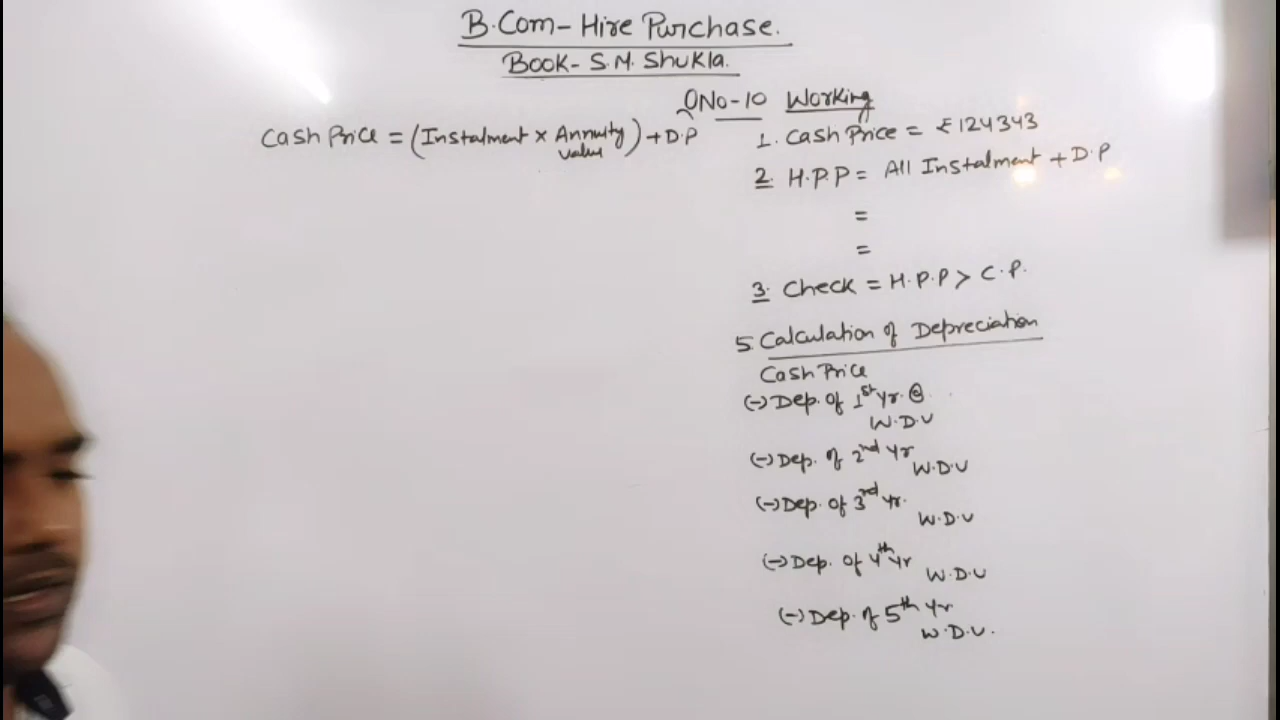 B.Com- Hire Purchase.
Book- S.M. Shukla.
QNo-10 Working
Cash Price = (Instalment x Annuity value) + D.P
1. Cash Price = ₹124343
2. H.P.P = All Instalment + D.P
=
=
3. Check = H.P.P > C.P.
5. Calculation of Depreciation
Cash Price
(-) Dep. of 1st yr. @
W.D.V
(-) Dep. of 2nd yr
W.D.V
(-) Dep. of 3rd yr.
W.D.V
(-) Dep. of 4th yr
W.D.V
(-) Dep. of 5th yr.
W.D.V.